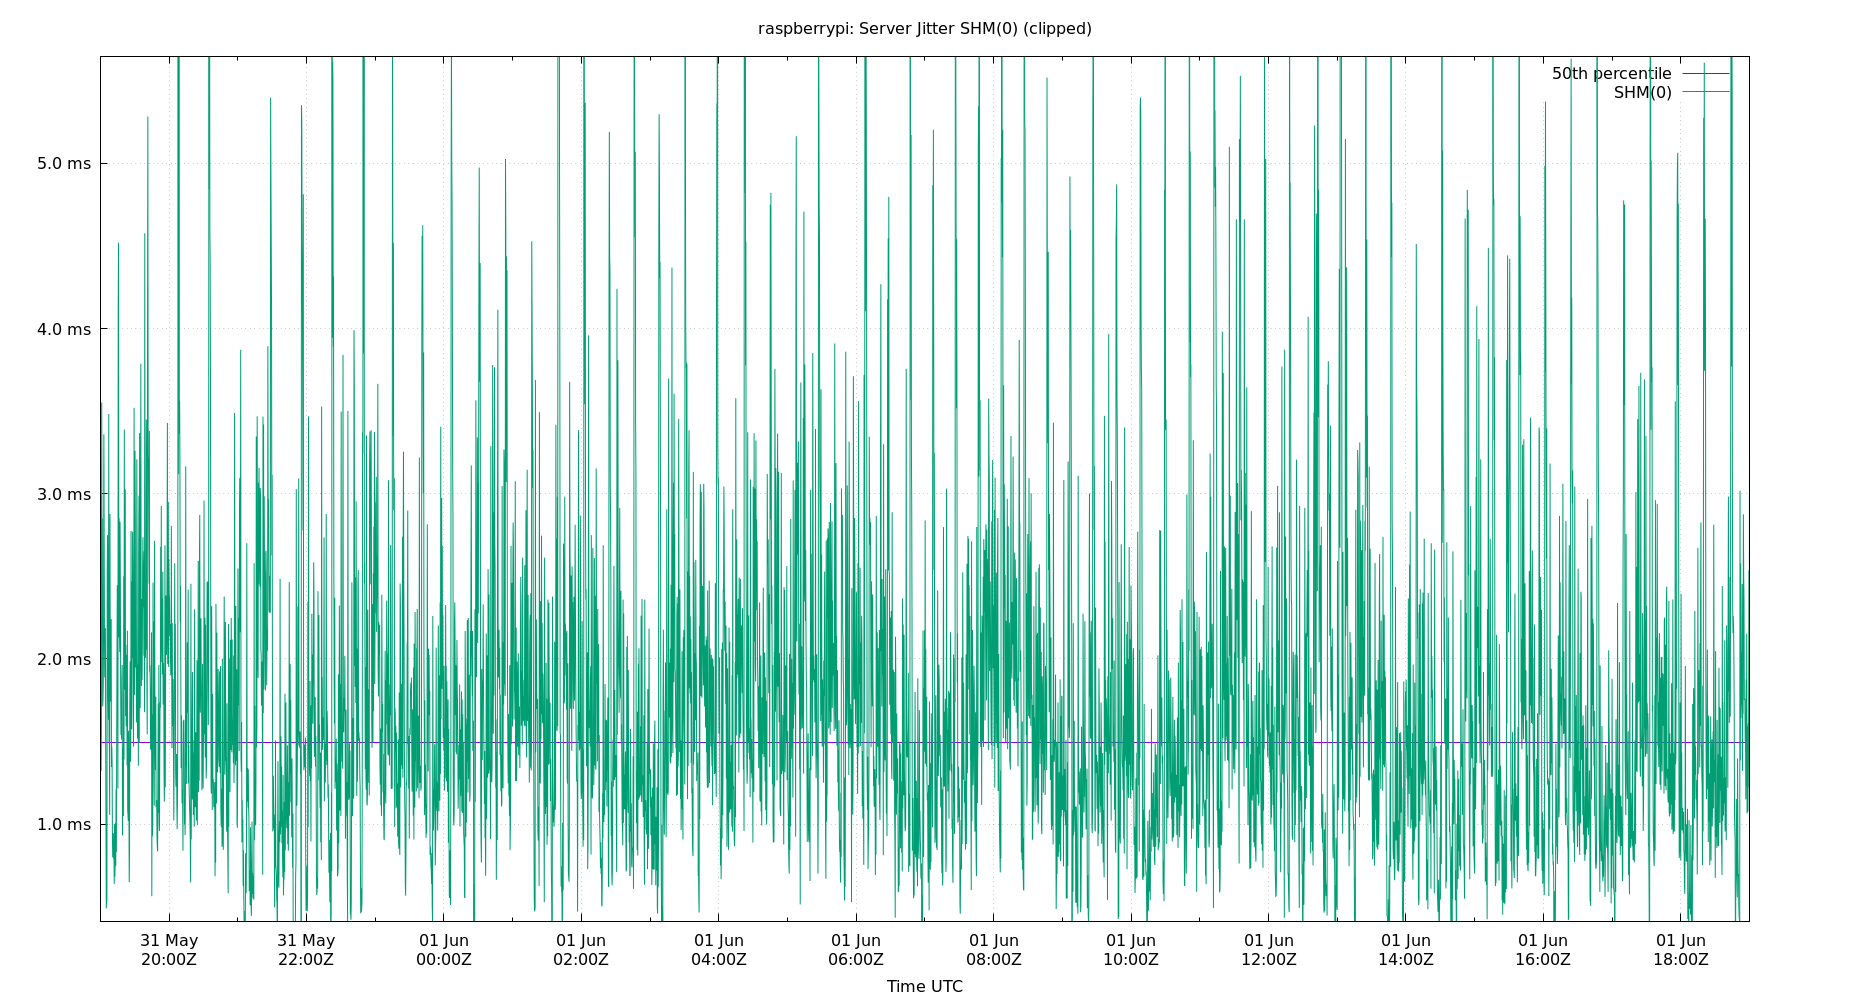 raspberrypi: Server Jitter SHM(0) (clipped)
50th percentile
SHM(0)
5.0 ms
4.0 ms
3.0 ms
2.0 ms
1.0 ms
31 May 31 May 01 Jun 01 Jun 01 Jun 01 Jun 01 Jun 01 Jun 01 Jun 01 Jun 01 Jun 01 Jun
20:00Z 22:00Z 00:00Z 02:00Z 04:00Z 06:00Z 08:00Z 10:00Z 12:00Z 14:00Z 16:00Z 18:00Z
Time UTC